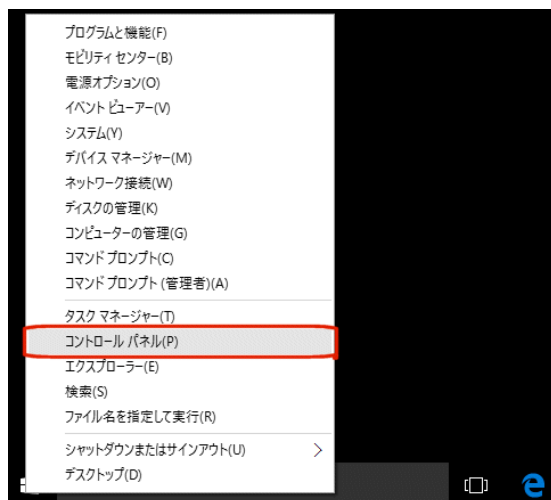 プログラムと機能(F)
モビリティ センター(B)
電源オプション(O)
イベント ビューアー(V)
システム(Y)
デバイス マネージャー(M)
ネットワーク接続(W)
ディスクの管理(K)
コンピューターの管理(G)
コマンド プロンプト(C)
コマンド プロンプト (管理者)(A)
タスク マネージャー(T)
コントロール パネル(P)
エクスプローラー(E)
検索(S)
ファイル名を指定して実行(R)
シャットダウンまたはサインアウト(U)
デスクトップ(D)